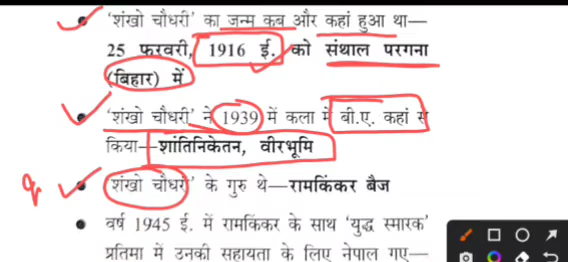 'शंखो चौधरी' का जन्म कब और कहां हुआ था—
25 फरवरी, 1916 ई. को संथाल परगना
(बिहार) में
'शंखो चौधरी' ने 1939 में कला में बी.ए. कहां से
किया—शांतिनिकेतन, वीरभूमि
'शंखो चौधरी' के गुरु थे—रामकिंकर बैज
वर्ष 1945 ई. में रामकिंकर के साथ 'युद्ध स्मारक'
प्रतिमा में उनकी सहायता के लिए नेपाल गए—